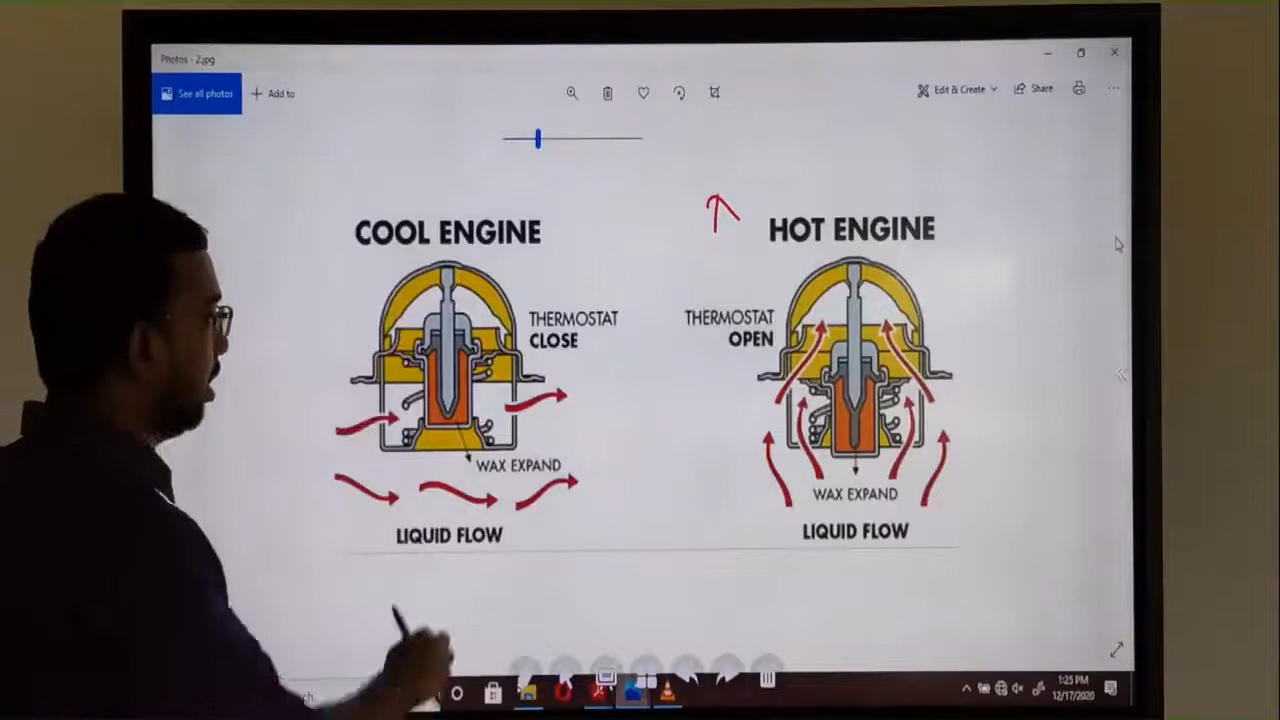 Photos - 2.jpg
See all photos
Add to
Edit & Create
Share
COOL ENGINE
HOT ENGINE
THERMOSTAT
CLOSE
THERMOSTAT
OPEN
WAX EXPAND
WAX EXPAND
LIQUID FLOW
LIQUID FLOW
1:25 PM
12/17/2020